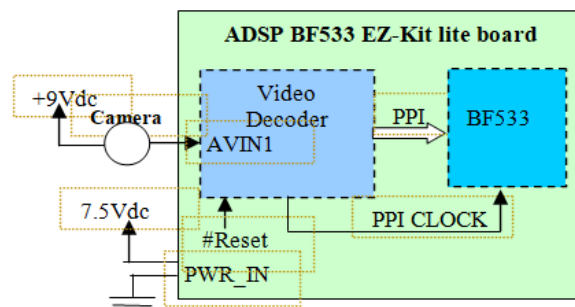 ADSP BF533 EZ-Kit lite board
+9Vdc
Camera
Video
Decoder
AVIN1
PPI
BF533
7.5Vdc
#Reset
PPI CLOCK
PWR_IN